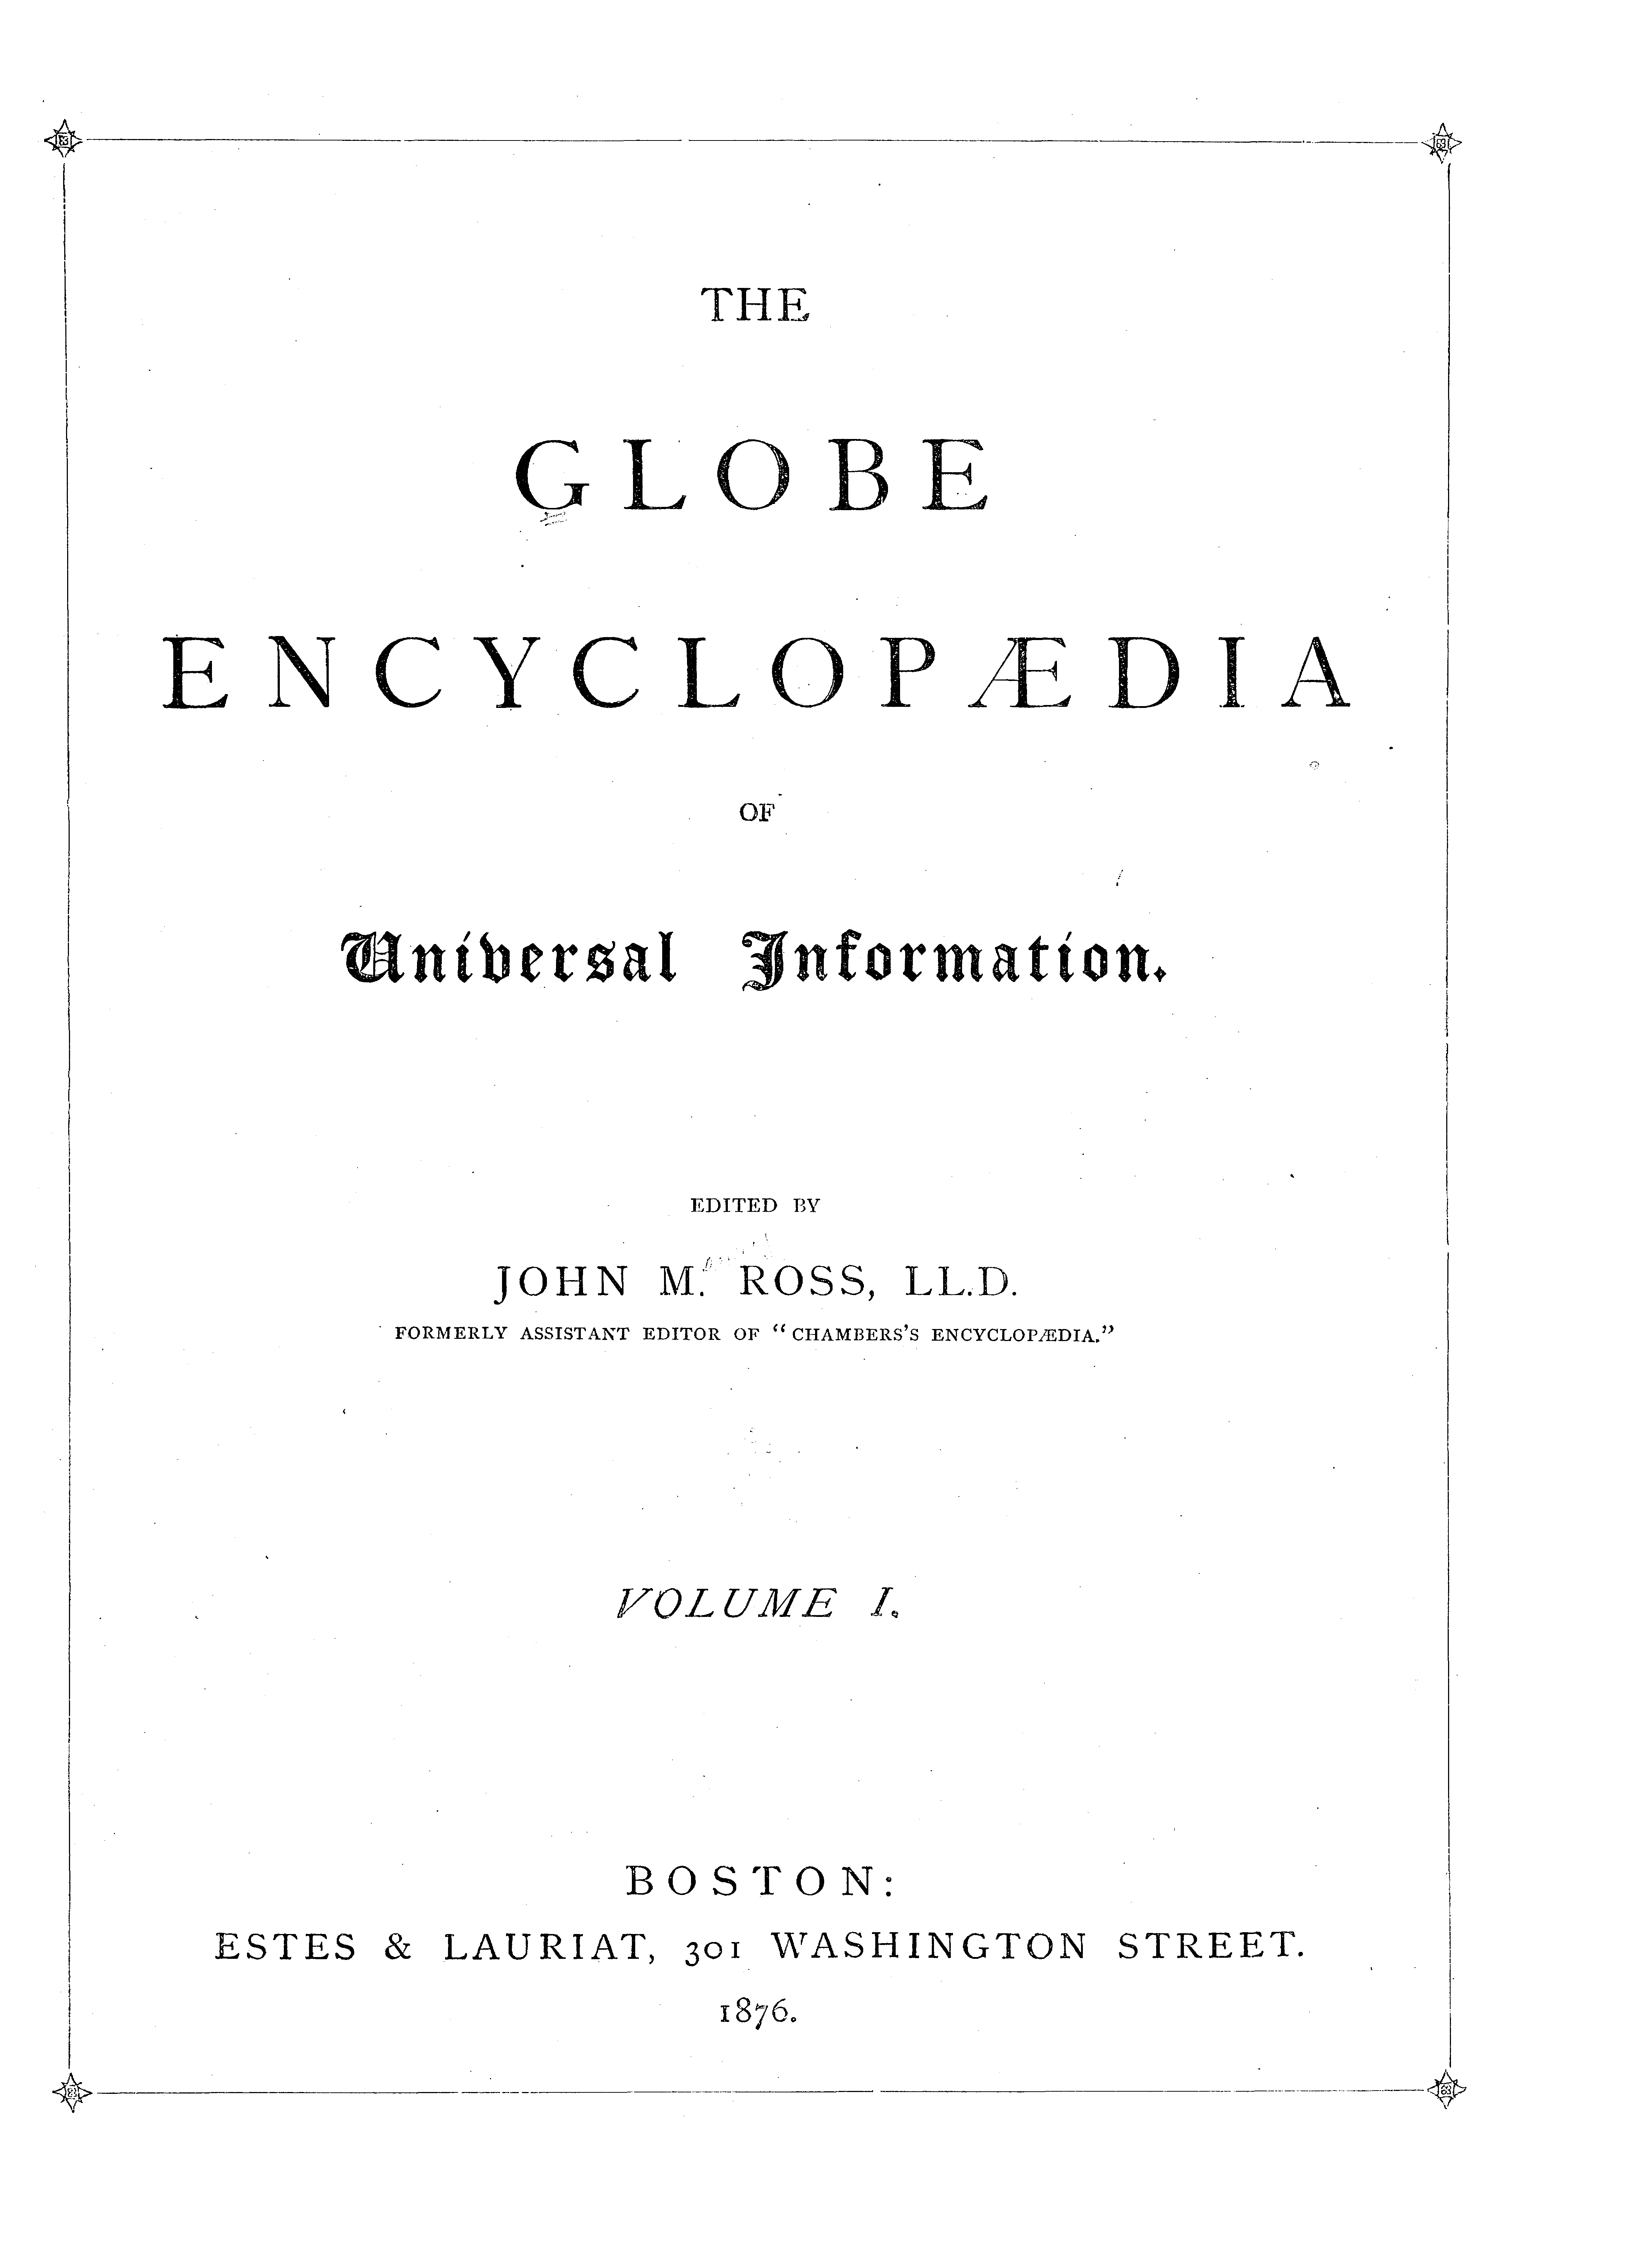 THE
GLOBE
ENCYCLOPÆDIA
OF
Universal Information.
EDITED BY
JOHN M. ROSS, LL.D.
FORMERLY ASSISTANT EDITOR OF “CHAMBERS'S ENCYCLOPÆDIA.”
VOLUME I.
BOSTON:
ESTES & LAURIAT, 301 WASHINGTON STREET.
1876.